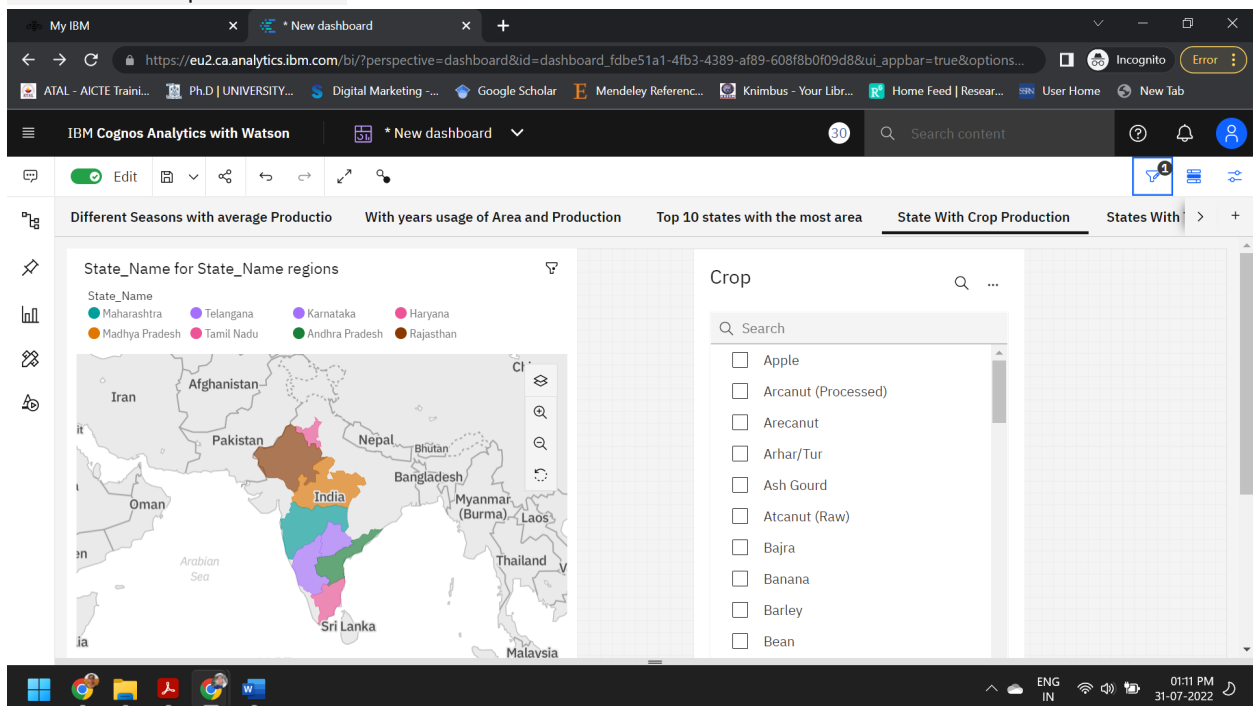 My IBM
* New dashboard
https://eu2.ca.analytics.ibm.com/bi/?perspective=dashboard&id=dashboard_fdbe51a1-4fb3-4389-af89-608f8b0f09d8&ui_appbar=true&options...
Incognito
Error
ATAL - AICTE Traini...
Ph.D | UNIVERSITY...
Digital Marketing -...
Google Scholar
Mendeley Referenc...
Knimbus - Your Libr...
Home Feed | Resear...
User Home
New Tab
IBM Cognos Analytics with Watson
* New dashboard
30
Search content
Edit
1
Different Seasons with average Productio
With years usage of Area and Production
Top 10 states with the most area
State With Crop Production
States With
State_Name for State_Name regions
State_Name
Maharashtra
Telangana
Karnataka
Haryana
Madhya Pradesh
Tamil Nadu
Andhra Pradesh
Rajasthan
Afghanistan
Iran
Pakistan
Nepal
Bhutan
Bangladesh
India
Oman
Myanmar
(Burma)
Laos
Arabian
Sea
Thailand
Sri Lanka
Malaysia
Crop
...
Search
Apple
Arcanut (Processed)
Arecanut
Arhar/Tur
Ash Gourd
Atcanut (Raw)
Bajra
Banana
Barley
Bean
ENG
IN
01:11 PM
31-07-2022